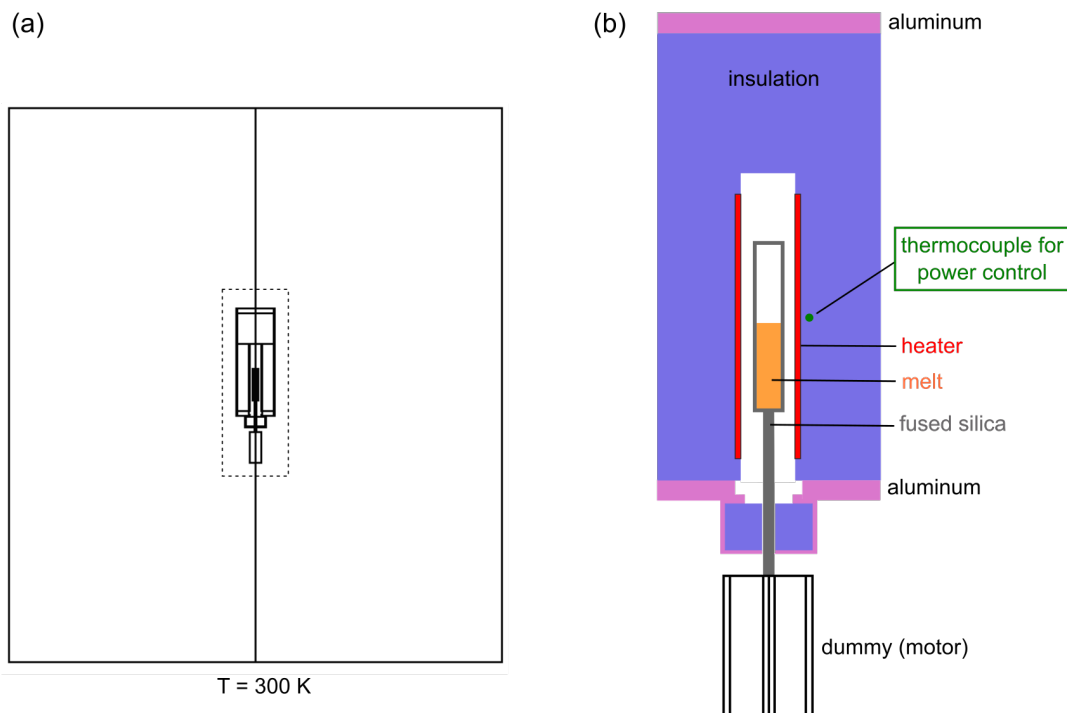 (a)
T = 300 K
(b)
aluminum
insulation
thermocouple for
power control
heater
melt
fused silica
aluminum
dummy (motor)